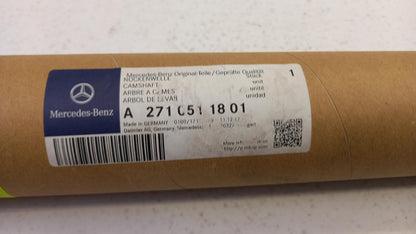 Mercedes-Benz Original-Teile/Geprüfte Qualität
NOCKENWELLE Stück 1
CAMSHAFT unit
ARBRE A CAMES unité
ARBOL DE LEVAS unidad
Mercedes-Benz
A 271 051 18 01
Made in GERMANY
Daimler AG, Germany